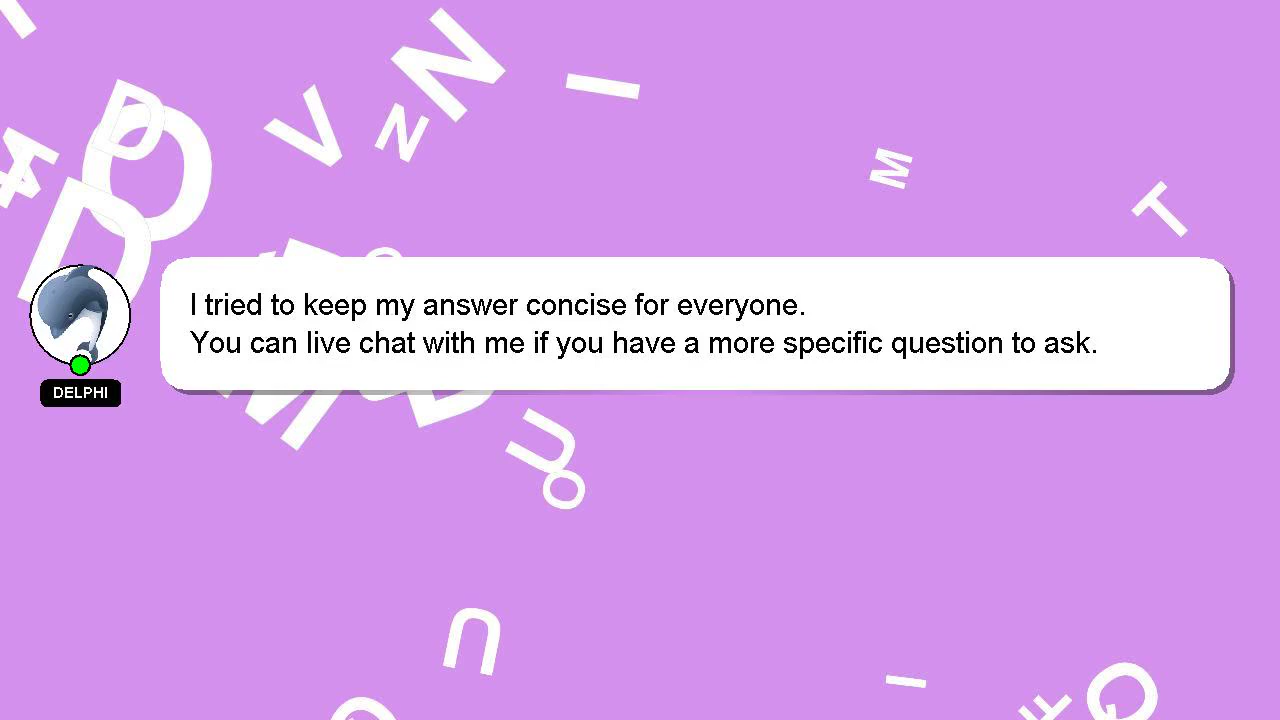 I tried to keep my answer concise for everyone.
You can live chat with me if you have a more specific question to ask.
DELPHI